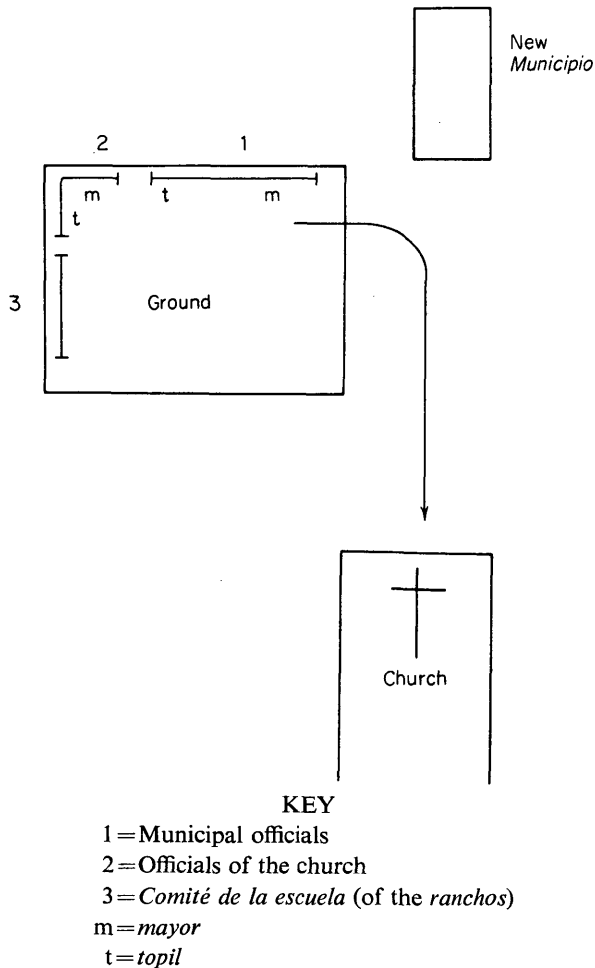 New
Municipio
2 1
m t m
t
3 Ground
Church
KEY
1=Municipal officials
2=Officials of the church
3=Comité de la escuela (of the ranchos)
m=mayor
t=topil